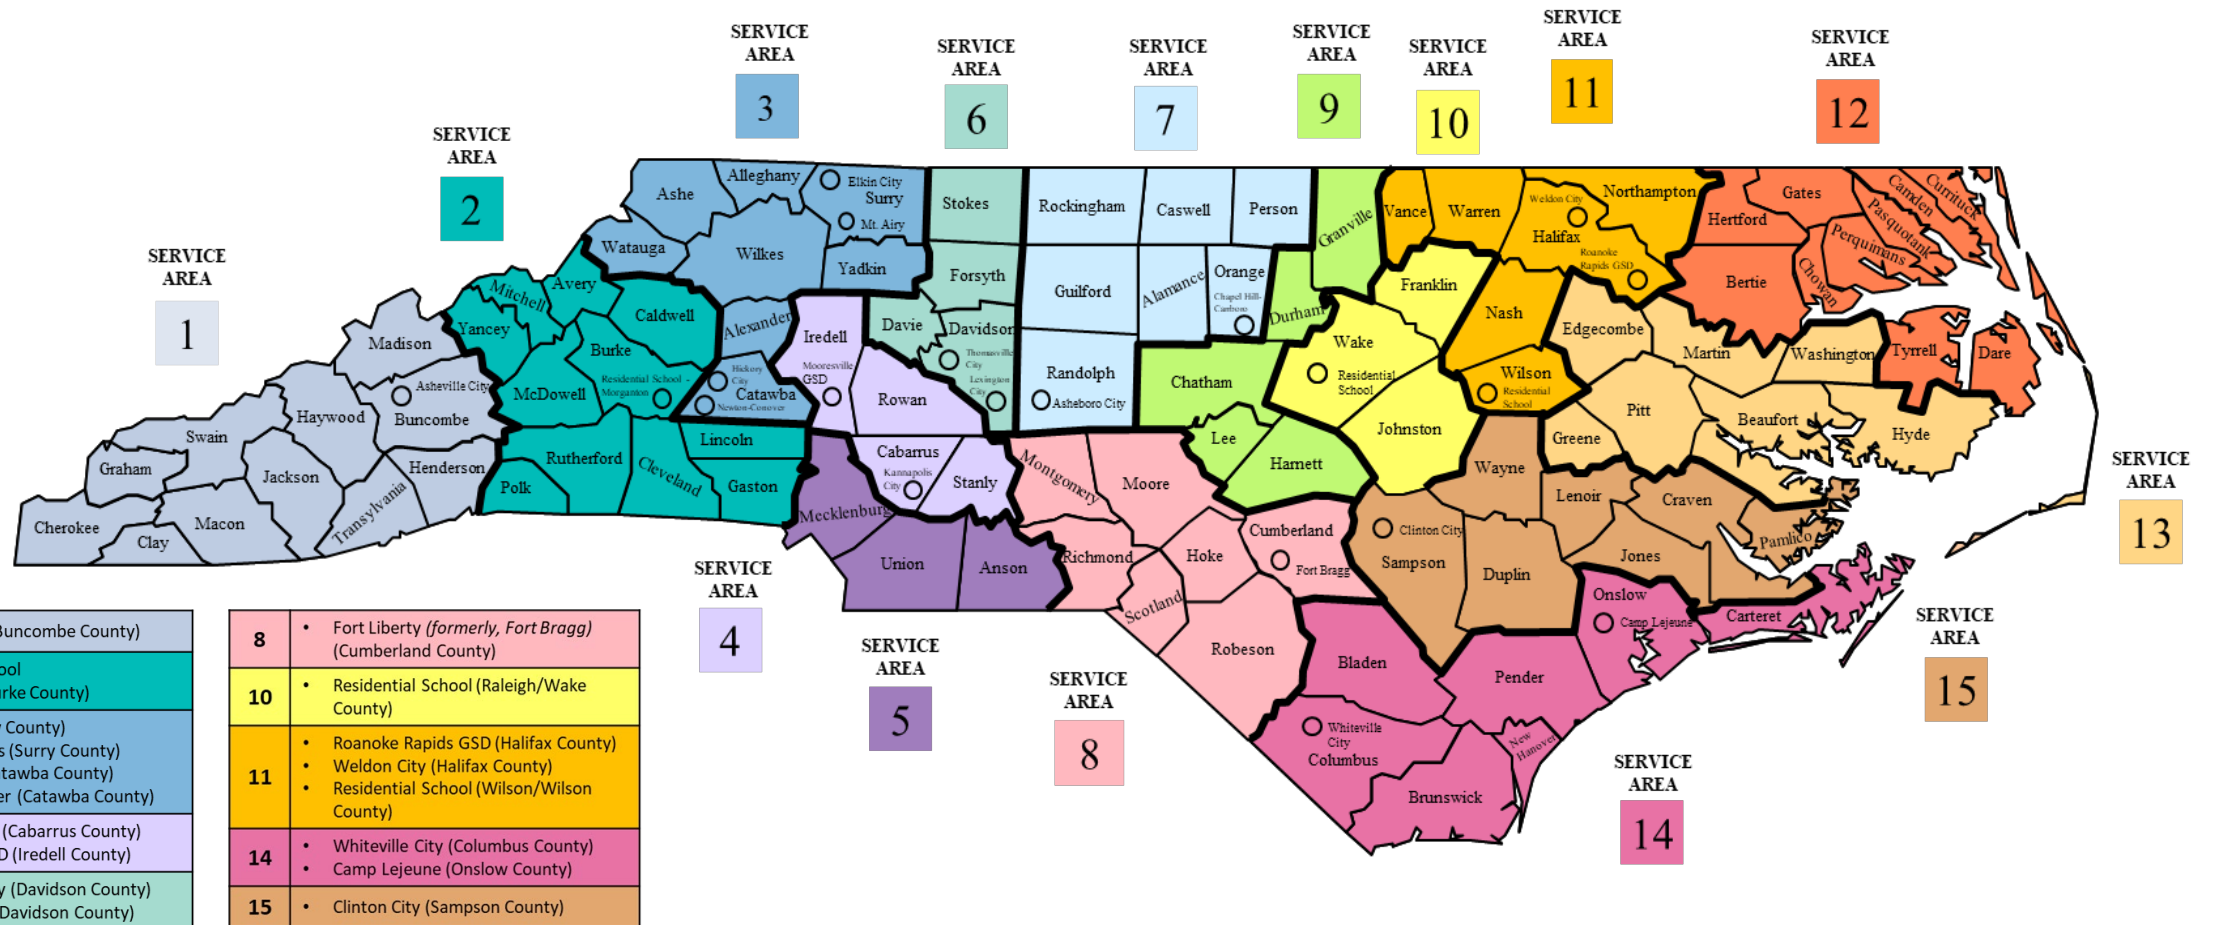 SERVICE
AREA
1
SERVICE
AREA
2
SERVICE
AREA
3
SERVICE
AREA
6
SERVICE
AREA
7
SERVICE
AREA
9
SERVICE
AREA
10
SERVICE
AREA
11
SERVICE
AREA
12
SERVICE
AREA
13
SERVICE
AREA
4
SERVICE
AREA
5
SERVICE
AREA
8
SERVICE
AREA
14
SERVICE
AREA
15
Cherokee
Graham
Swain
Clay
Macon
Jackson
Haywood
Transylvania
Henderson
Madison
Asheville City
Buncombe
Yancey
Mitchell
Avery
Caldwell
Burke
Residential School -
Morganton
McDowell
Rutherford
Polk
Cleveland
Lincoln
Gaston
Ashe
Alleghany
Elkin City
Surry
Mt. Airy
Watauga
Wilkes
Yadkin
Alexander
Hickory
City
Catawba
Newton-Conover
Iredell
Mooresville
GSD
Rowan
Cabarrus
Kannapolis
City
Stanly
Mecklenburg
Union
Anson
Stokes
Forsyth
Davie
Davidson
Thomasville
City
Lexington
City
Rockingham
Caswell
Person
Guilford
Alamance
Orange
Chapel Hill-
Carrboro
Randolph
Asheboro City
Granville
Durham
Chatham
Lee
Harnett
Montgomery
Moore
Richmond
Scotland
Hoke
Cumberland
Fort Bragg
Robeson
Franklin
Wake
Residential
School
Johnston
Vance
Warren
Northampton
Weldon City
Halifax
Roanoke
Rapids GSD
Nash
Wilson
Residential
School
Hertford
Gates
Camden
Currituck
Pasquotank
Perquimans
Chowan
Bertie
Tyrrell
Dare
Edgecombe
Martin
Washington
Pitt
Greene
Beaufort
Hyde
Wayne
Lenoir
Craven
Pamlico
Jones
Clinton City
Sampson
Duplin
Onslow
Camp Lejeune
Carteret
Pender
Bladen
Whiteville
City
Columbus
New
Hanover
Brunswick
Buncombe County)
County)
(Surry County)
County)
(Catawba County)
(Cabarrus County)
(Iredell County)
(Davidson County)
Davidson County)
8
• Fort Liberty (formerly, Fort Bragg)
(Cumberland County)
10
• Residential School (Raleigh/Wake
County)
11
• Roanoke Rapids GSD (Halifax County)
• Weldon City (Halifax County)
• Residential School (Wilson/Wilson
County)
14
• Whiteville City (Columbus County)
• Camp Lejeune (Onslow County)
15
• Clinton City (Sampson County)